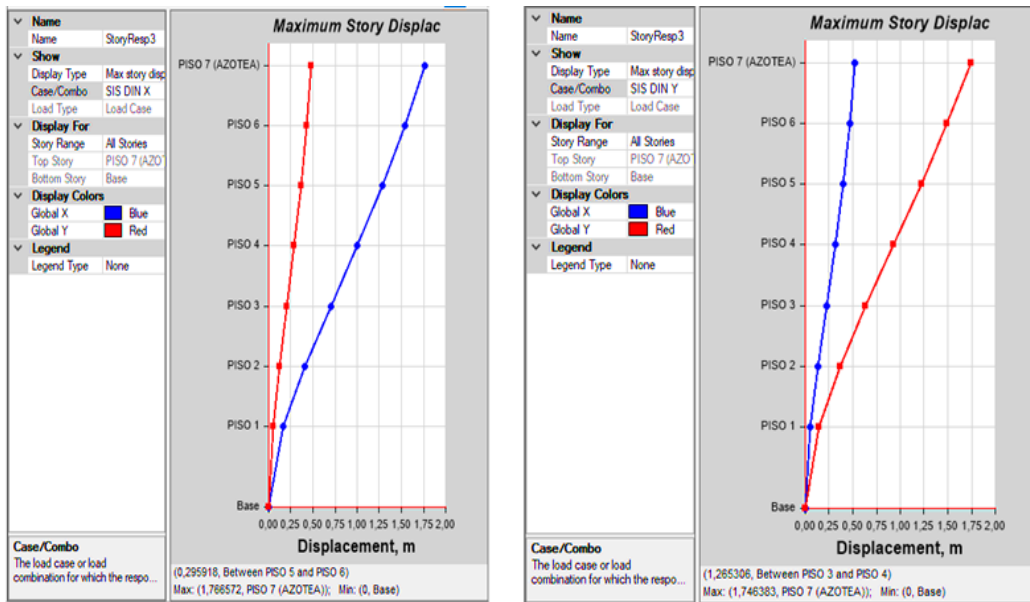 Name
Name StoryResp3
Show
Display Type Max story disp
Case/Combo SIS DIN X
Load Type Load Case
Display For
Story Range All Stories
Top Story PISO 7 (AZOT
Bottom Story Base
Display Colors
Global X Blue
Global Y Red
Legend
Legend Type None
Case/Combo
The load case or load
combination for which the respo...
Maximum Story Displac
PISO 7 (AZOTEA)
PISO 6
PISO 5
PISO 4
PISO 3
PISO 2
PISO 1
Base
0,00 0,25 0,50 0,75 1,00 1,25 1,50 1,75 2,00
Displacement, m
(0,295918, Between PISO 5 and PISO 6)
Max: (1,766572, PISO 7 (AZOTEA)); Min: (0, Base)
Name
Name StoryResp3
Show
Display Type Max story disp
Case/Combo SIS DIN Y
Load Type Load Case
Display For
Story Range All Stories
Top Story PISO 7 (AZOT
Bottom Story Base
Display Colors
Global X Blue
Global Y Red
Legend
Legend Type None
Case/Combo
The load case or load
combination for which the respo...
Maximum Story Displac
PISO 7 (AZOTEA)
PISO 6
PISO 5
PISO 4
PISO 3
PISO 2
PISO 1
Base
0,00 0,25 0,50 0,75 1,00 1,25 1,50 1,75 2,00
Displacement, m
(1,265306, Between PISO 3 and PISO 4)
Max: (1,746383, PISO 7 (AZOTEA)); Min: (0, Base)